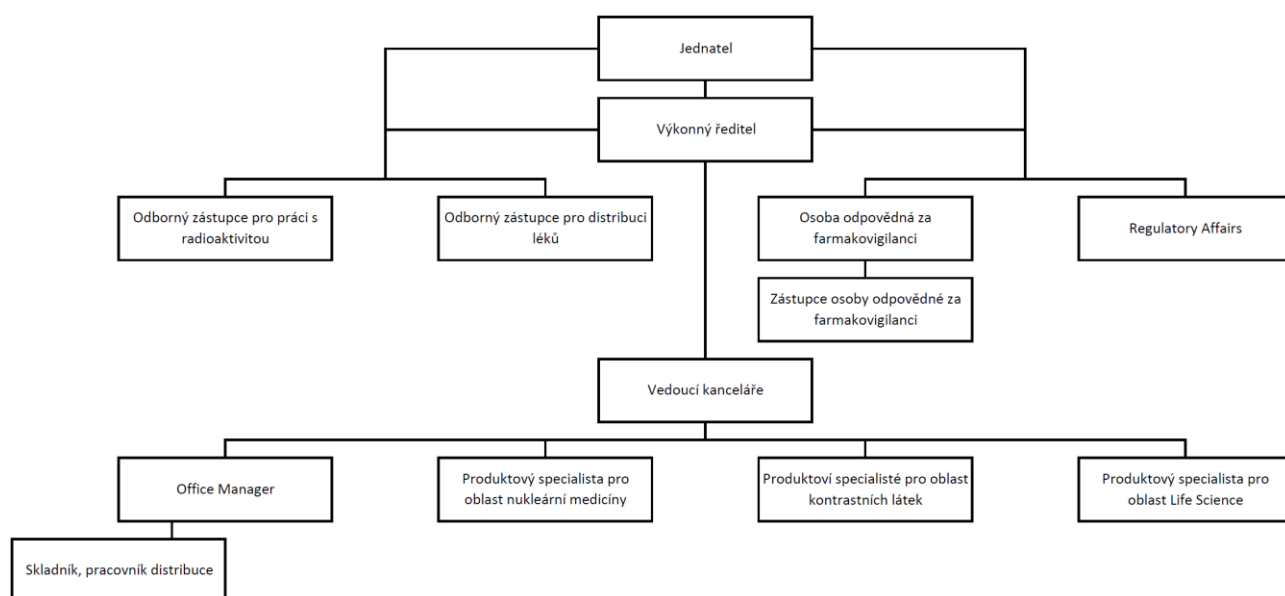 Jednatel
Výkonný ředitel
Odborný zástupce pro práci s
radioaktivitou
Odborný zástupce pro distribuci
léků
Osoba odpovědná za
farmakovigilanci
Regulatory Affairs
Zástupce osoby odpovědné za
farmakovigilanci
Vedoucí kanceláře
Office Manager
Produktový specialista pro
oblast nukleární medicíny
Produktoví specialisté pro oblast
kontrastních látek
Produktový specialista pro
oblast Life Science
Skladník, pracovník distribuce